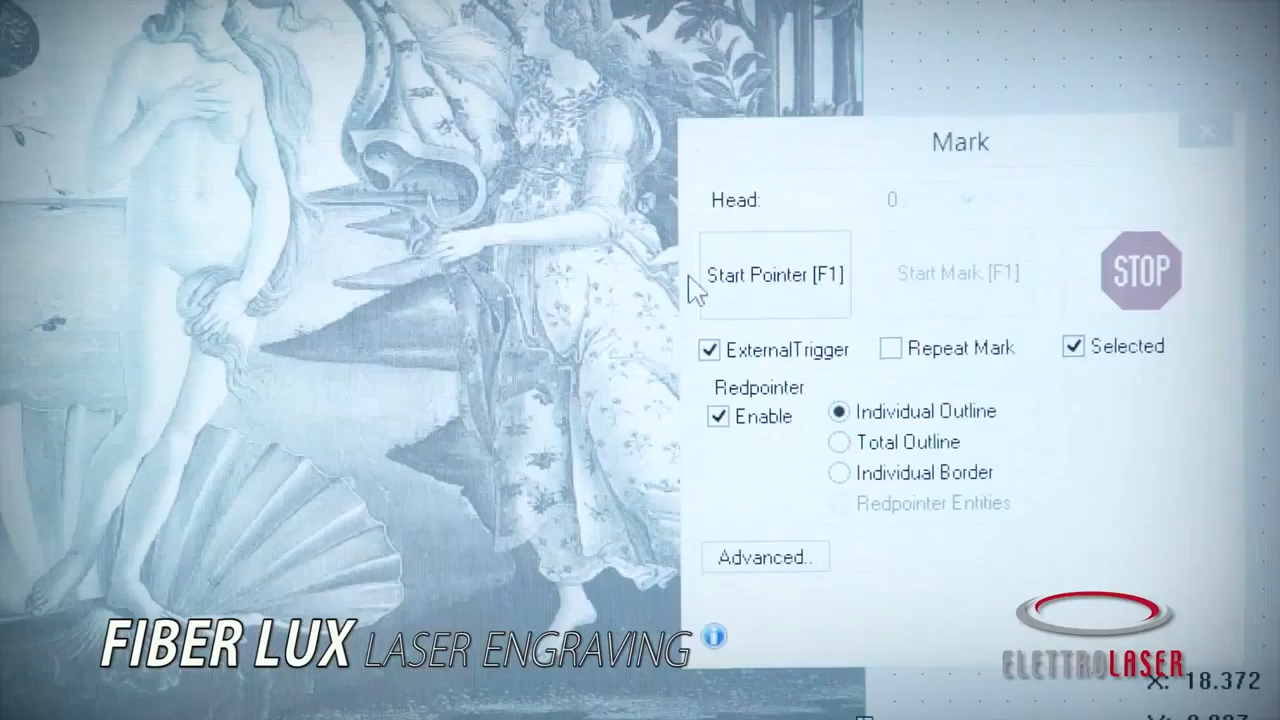 Mark
Head:
0
Start Pointer [F1]
Start Mark [F1]
STOP
ExternalTrigger
Repeat Mark
Selected
Redpointer
Enable
Individual Outline
Total Outline
Individual Border
Redpointer Entities
Advanced..
FIBER LUX LASER ENGRAVING
ELETTROLASER
X: 18.372